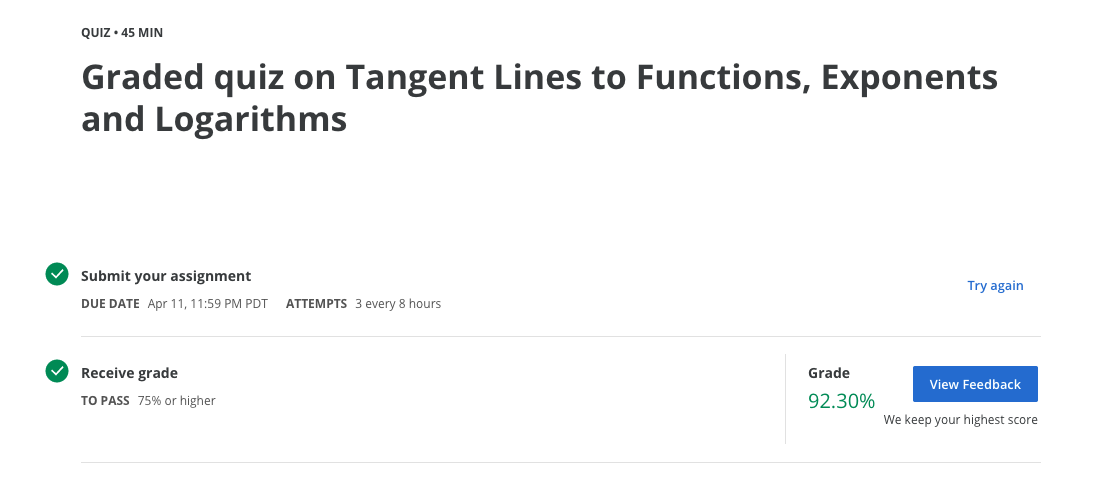 QUIZ • 45 MIN
Graded quiz on Tangent Lines to Functions, Exponents
and Logarithms
Submit your assignment
DUE DATE Apr 11, 11:59 PM PDT ATTEMPTS 3 every 8 hours
Try again
Receive grade
TO PASS 75% or higher
Grade
92.30%
View Feedback
We keep your highest score